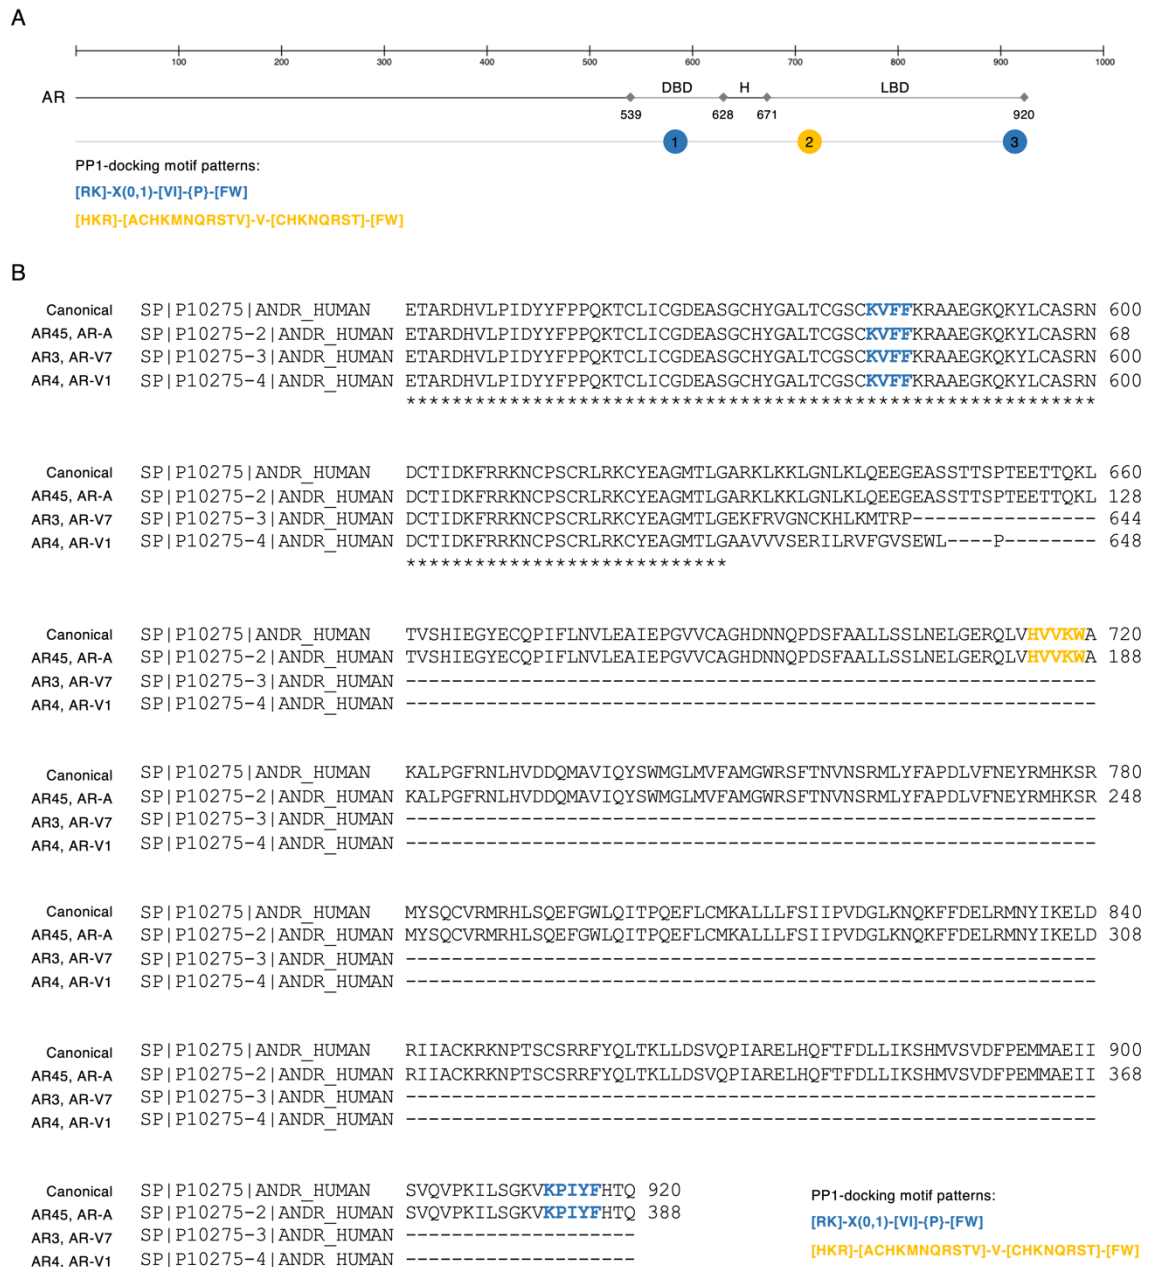 A
100 200 300 400 500 600 700 800 900 1000
DBD H LBD
AR
539 628 671 920
1 2 3
PP1-docking motif patterns:
[RK]-X(0,1)-[VI]-{P}-[FW]
[HKR]-[ACHKMNQRSTV]-V-[CHKNQRST]-[FW]
B
Canonical SP|P10275|ANDR_HUMAN ETARDHVLPIDYYFPPQKTCLICGDEASGCHYGALTCGSCKVFFKRAAEGKQKYLCASRN 600
AR45, AR-A SP|P10275-2|ANDR_HUMAN ETARDHVLPIDYYFPPQKTCLICGDEASGCHYGALTCGSCKVFFKRAAEGKQKYLCASRN 68
AR3, AR-V7 SP|P10275-3|ANDR_HUMAN ETARDHVLPIDYYFPPQKTCLICGDEASGCHYGALTCGSCKVFFKRAAEGKQKYLCASRN 600
AR4, AR-V1 SP|P10275-4|ANDR_HUMAN ETARDHVLPIDYYFPPQKTCLICGDEASGCHYGALTCGSCKVFFKRAAEGKQKYLCASRN 600
************************************************************
Canonical SP|P10275|ANDR_HUMAN DCTIDKFRRKNCPSCRLRKCYEAGMTLGARKLKKLGNLKLQEEGEASSTTSPTEETTQKL 660
AR45, AR-A SP|P10275-2|ANDR_HUMAN DCTIDKFRRKNCPSCRLRKCYEAGMTLGARKLKKLGNLKLQEEGEASSTTSPTEETTQKL 128
AR3, AR-V7 SP|P10275-3|ANDR_HUMAN DCTIDKFRRKNCPSCRLRKCYEAGMTLGEKFRVGNCKHLKMTRP---------------- 644
AR4, AR-V1 SP|P10275-4|ANDR_HUMAN DCTIDKFRRKNCPSCRLRKCYEAGMTLGAAVVVSERILRVFGVSEWL----P-------- 648
****************************
Canonical SP|P10275|ANDR_HUMAN TVSHIEGYECQPIFLNVLEAIEPGVVCAGHDNNQPDSFAALLSSLNELGERQLVHVVKWA 720
AR45, AR-A SP|P10275-2|ANDR_HUMAN TVSHIEGYECQPIFLNVLEAIEPGVVCAGHDNNQPDSFAALLSSLNELGERQLVHVVKWA 188
AR3, AR-V7 SP|P10275-3|ANDR_HUMAN ------------------------------------------------------------
AR4, AR-V1 SP|P10275-4|ANDR_HUMAN ------------------------------------------------------------
Canonical SP|P10275|ANDR_HUMAN KALPGFRNLHVDDQMAVIQYSWMGLMVFAMGWRSFTNVNSRMLYFAPDLVFNEYRMHKSR 780
AR45, AR-A SP|P10275-2|ANDR_HUMAN KALPGFRNLHVDDQMAVIQYSWMGLMVFAMGWRSFTNVNSRMLYFAPDLVFNEYRMHKSR 248
AR3, AR-V7 SP|P10275-3|ANDR_HUMAN ------------------------------------------------------------
AR4, AR-V1 SP|P10275-4|ANDR_HUMAN ------------------------------------------------------------
Canonical SP|P10275|ANDR_HUMAN MYSQCVRMRHLSQEFGWLQITPQEFLCMKALLLFSIIPVDGLKNQKFFDELRMNYIKELD 840
AR45, AR-A SP|P10275-2|ANDR_HUMAN MYSQCVRMRHLSQEFGWLQITPQEFLCMKALLLFSIIPVDGLKNQKFFDELRMNYIKELD 308
AR3, AR-V7 SP|P10275-3|ANDR_HUMAN ------------------------------------------------------------
AR4, AR-V1 SP|P10275-4|ANDR_HUMAN ------------------------------------------------------------
Canonical SP|P10275|ANDR_HUMAN RIIACKRKNPTSCSRRFYQLTKLLDSVQPIARELHQFTFDLLIKSHMVSVDFPEMMAEII 900
AR45, AR-A SP|P10275-2|ANDR_HUMAN RIIACKRKNPTSCSRRFYQLTKLLDSVQPIARELHQFTFDLLIKSHMVSVDFPEMMAEII 368
AR3, AR-V7 SP|P10275-3|ANDR_HUMAN ------------------------------------------------------------
AR4, AR-V1 SP|P10275-4|ANDR_HUMAN ------------------------------------------------------------
Canonical SP|P10275|ANDR_HUMAN SVQVPKILSGKVKPIYFHTQ 920
AR45, AR-A SP|P10275-2|ANDR_HUMAN SVQVPKILSGKVKPIYFHTQ 388
AR3, AR-V7 SP|P10275-3|ANDR_HUMAN --------------------
AR4, AR-V1 SP|P10275-4|ANDR_HUMAN --------------------
PP1-docking motif patterns:
[RK]-X(0,1)-[VI]-{P}-[FW]
[HKR]-[ACHKMNQRSTV]-V-[CHKNQRST]-[FW]